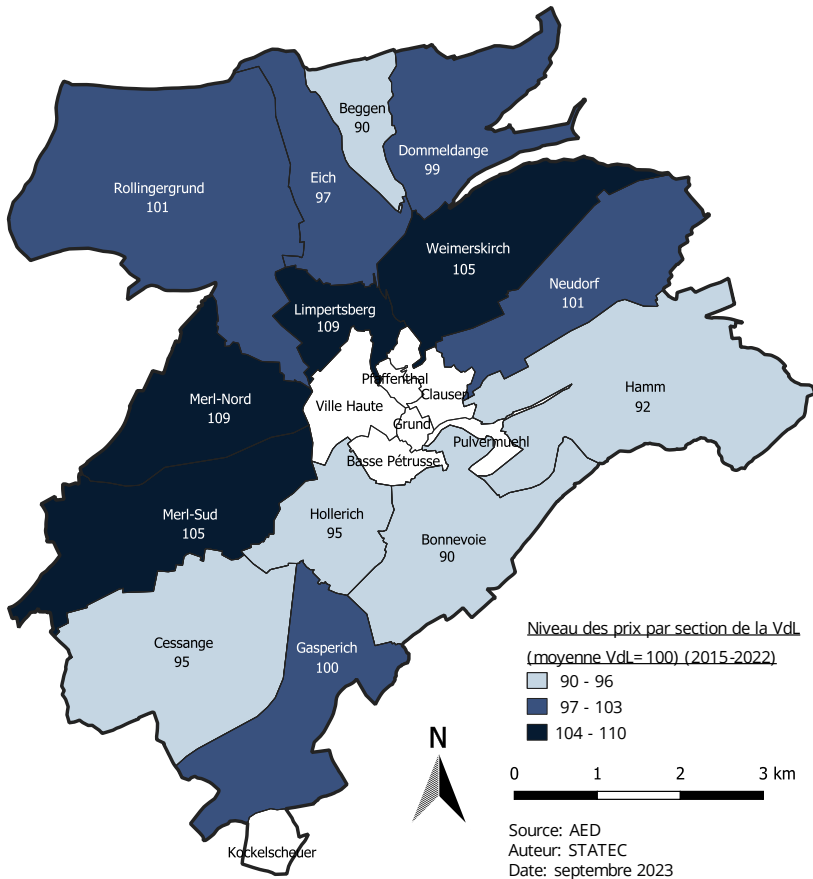 Beggen
90
Dommeldange
99
Eich
97
Rollingergrund
101
Weimerskirch
105
Neudorf
101
Limpertsberg
109
Pfaffenthal
Clausen
Hamm
92
Merl-Nord
109
Ville Haute
Grund
Pulvermuehl
Basse Pétrusse
Merl-Sud
105
Hollerich
95
Bonnevoie
90
Cessange
95
Gasperich
100
Kockelscheuer
Niveau des prix par section de la VdL
(moyenne VdL= 100) (2015-2022)
90 - 96
97 - 103
104 - 110
N
0 1 2 3 km
Source: AED
Auteur: STATEC
Date: septembre 2023